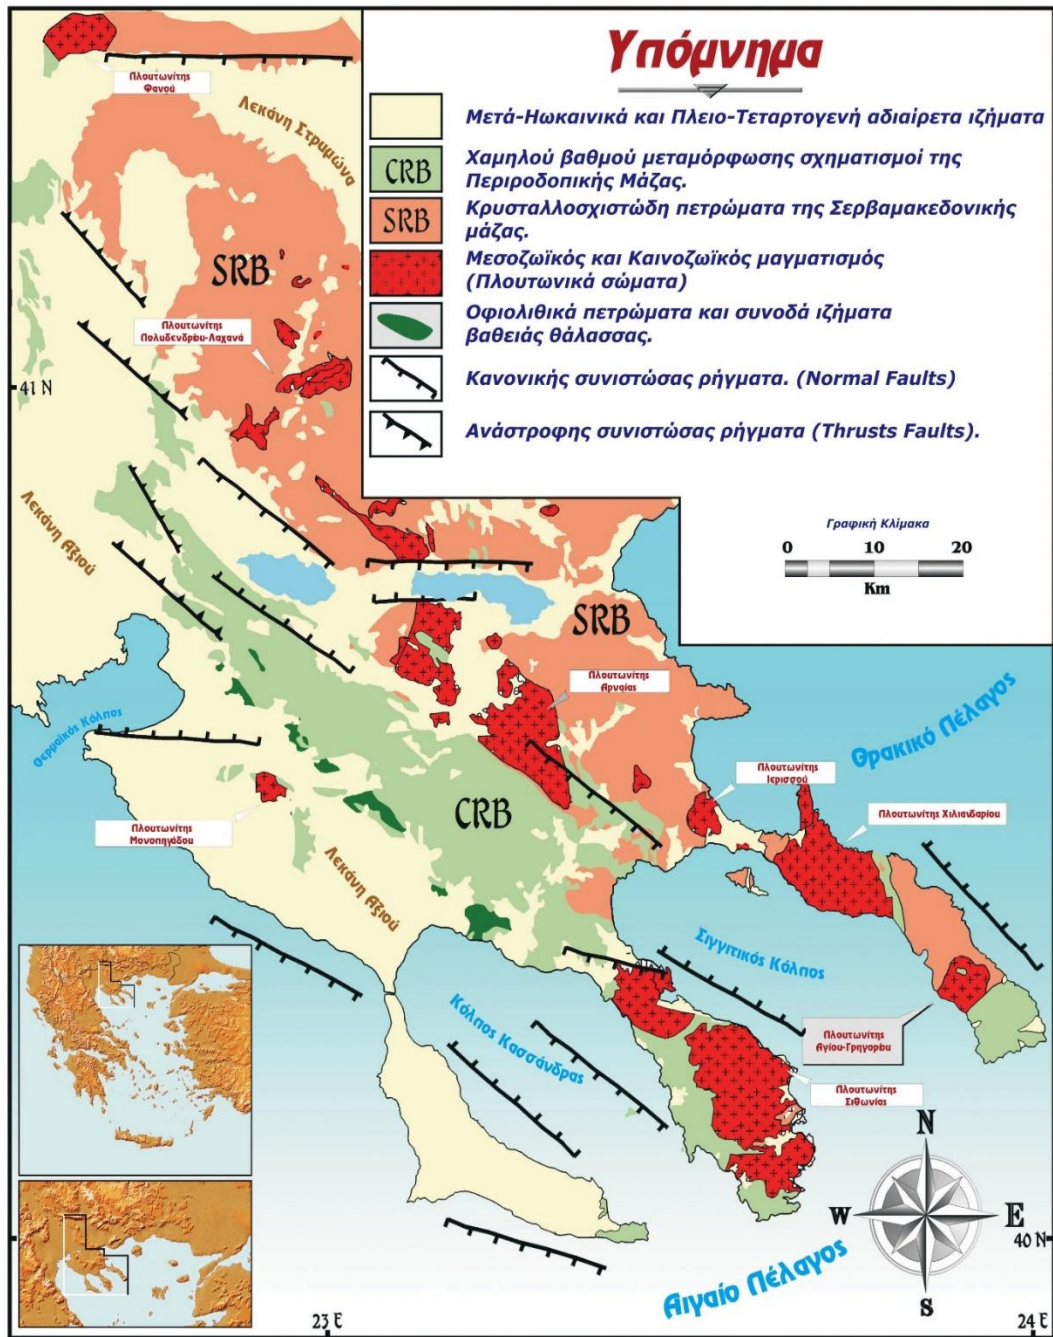 Υπόμνημα
Μετά-Ηωκαινικά και Πλειο-Τεταρτογενή αδιαίρετα ιζήματα
CRB
Χαμηλού βαθμού μεταμόρφωσης σχηματισμοί της
Περιροδοπικής Μάζας.
SRB
Κρυσταλλοσχιστώδη πετρώματα της Σερβαμακεδονικής
μάζας.
Μεσοζωϊκός και Καινοζωϊκός μαγματισμός
(Πλουτωνικά σώματα)
Οφιολιθικά πετρώματα και συνοδά ιζήματα
βαθειάς θάλασσας.
Κανονικής συνιστώσας ρήγματα. (Normal Faults)
Ανάστροφης συνιστώσας ρήγματα (Thrusts Faults).
Γραφική Κλίμακα
0 10 20
Km
Πλουτωνίτης
Φανού
Λεκάνη Στρυμώνα
SRB
Πλουτωνίτης
Πολυδενδρου-Λαχανά
41 N
Λεκάνη Αξιού
SRB
Πλουτωνίτης
Αρναίας
Θερμαϊκός Κόλπος
Θρακικό Πέλαγος
Πλουτωνίτης
Ιερισσού
Πλουτωνίτης Χιλιανδαρίου
Πλουτωνίτης
Μονοπηγάδου
CRB
Λεκάνη Αξιού
Σιγγιτικός Κόλπος
Κόλπος Κασσάνδρας
Πλουτωνίτης
Αγίου-Γρηγορίου
Πλουτωνίτης
Σιθωνίας
N
W
E
S
40 N
Αιγαίο Πέλαγος
23 E
24 E